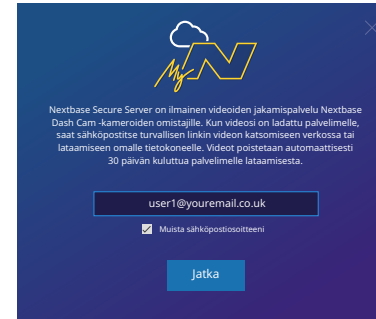 My N
Nextbase Secure Server on ilmainen videoiden jakamispalvelu Nextbase
Dash Cam -kameroiden omistajille. Kun videosi on ladattu palvelimelle,
saat sähköpostitse turvallisen linkin videon katsomiseen verkossa tai
lataamiseen omalle tietokoneelle. Videot poistetaan automaattisesti
30 päivän kuluttua palvelimelle lataamisesta.
user1@youremail.co.uk
Muista sähköpostiosoitteeni
Jatka